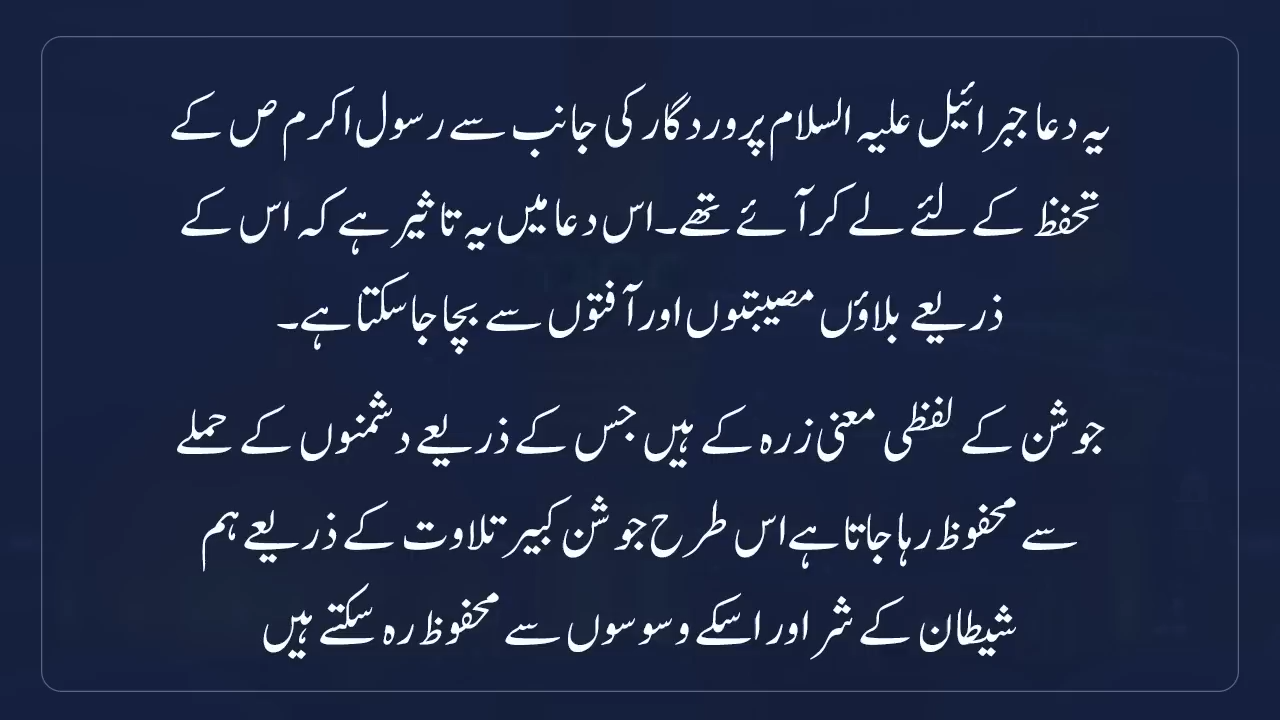 یہ دعا جبرائیل علیہ السلام پروردگار کی جانب سے رسول اکرم ص کے
تحفظ کے لئے لے کر آئے تھے۔اس دعا میں یہ تاثیر ہے کہ اس کے
ذریعے بلاؤں مصیبتوں اور آفتوں سے بچا جا سکتا ہے۔
جوشن کے لفظی معنی زرہ کے ہیں جس کے ذریعے دشمنوں کے حملے
سے محفوظ رہا جاتا ہے اس طرح جوشن کبیر تلاوت کے ذریعے ہم
شیطان کے شر اور اسکے وسوسوں سے محفوظ رہ سکتے ہیں